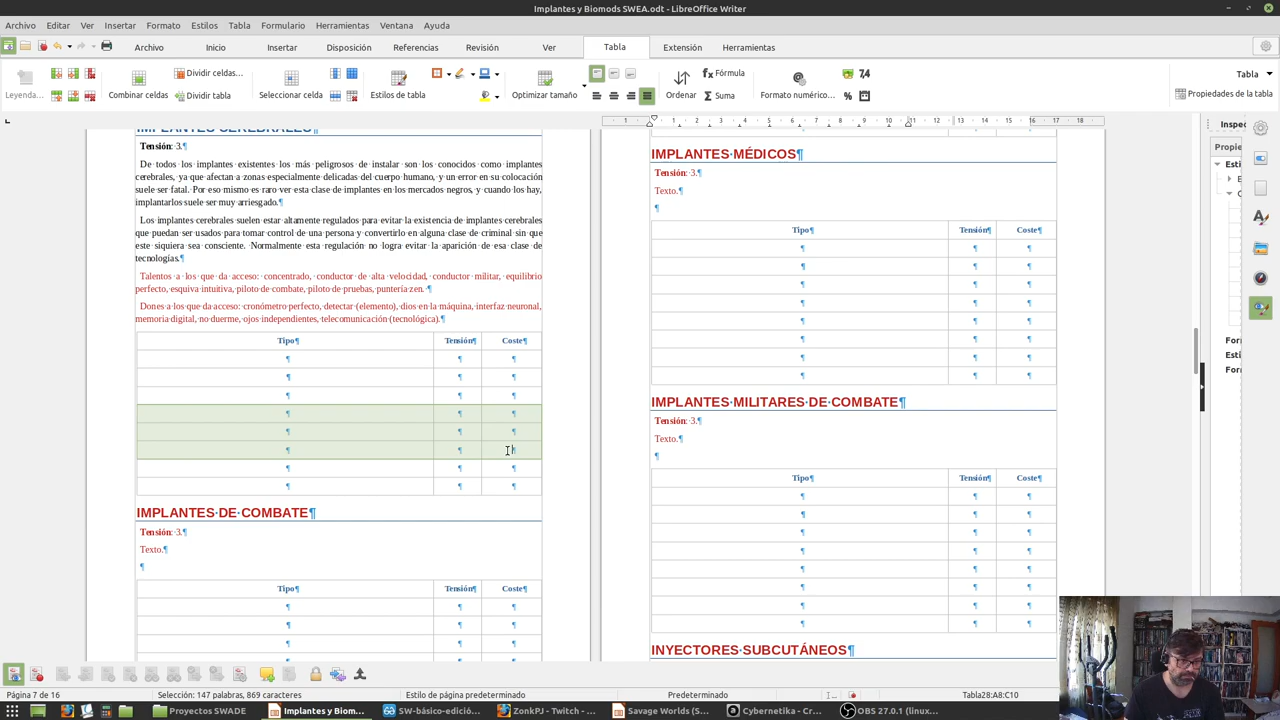 Implantes y Biomods SWEA.odt - LibreOffice Writer
Archivo Editar Ver Insertar Formato Estilos Tabla Formulario Herramientas Ventana Ayuda
Archivo Inicio Insertar Disposición Referencias Revisión Ver Tabla Extensión Herramientas
Leyenda... Combinar celdas Dividir celdas... Dividir tabla Seleccionar celda Estilos de tabla Optimizar tamaño Ordenar Fórmula Suma Formato numérico... Tabla Propiedades de la tabla
IMPLANTES CEREBRALES¶
Tensión: 3.¶
De todos los implantes existentes los más peligrosos de instalar son los conocidos como implantes
cerebrales, ya que afectan a zonas especialmente delicadas del cuerpo humano, y un error en su colocación
suele ser fatal. Por eso mismo es raro ver esta clase de implantes en los mercados negros, y cuando los hay,
implantarlos suele ser muy arriesgado.¶
Los implantes cerebrales suelen estar altamente regulados para evitar la existencia de implantes cerebrales
que puedan ser usados para tomar control de una persona y convertirlo en alguna clase de criminal sin que
este siquiera sea consciente. Normalmente esta regulación no logra evitar la aparición de esa clase de
tecnologías.¶
Talentos a los que da acceso: concentrado, conductor de alta velocidad, conductor militar, equilibrio
perfecto, esquiva intuitiva, piloto de combate, piloto de pruebas, puntería zen. ¶
Dones a los que da acceso: cronómetro perfecto, detectar (elemento), dios en la máquina, interfaz neuronal,
memoria digital, no duerme, ojos independientes, telecomunicación (tecnológica).¶
Tipo¶ Tensión¶ Coste¶
IMPLANTES DE COMBATE¶
Tensión: 3.¶
Texto.¶
¶
Tipo¶ Tensión¶ Coste¶
IMPLANTES MÉDICOS¶
Tensión: 3.¶
Texto.¶
¶
Tipo¶ Tensión¶ Coste¶
IMPLANTES MILITARES DE COMBATE¶
Tensión: 3.¶
Texto.¶
¶
Tipo¶ Tensión¶ Coste¶
INYECTORES SUBCUTÁNEOS¶
Inspec
Propie
Esti
Form
Esti
Form
Página 7 de 16 Selección: 147 palabras, 869 caracteres Estilo de página predeterminado Predeterminado Tabla28:A8:C10
Proyectos SWADE Implantes y Biom... SW-básico-edició... ZonkPJ - Twitch - ... Savage Worlds (S... Cybernetika - Cr... OBS 27.0.1 (linux...